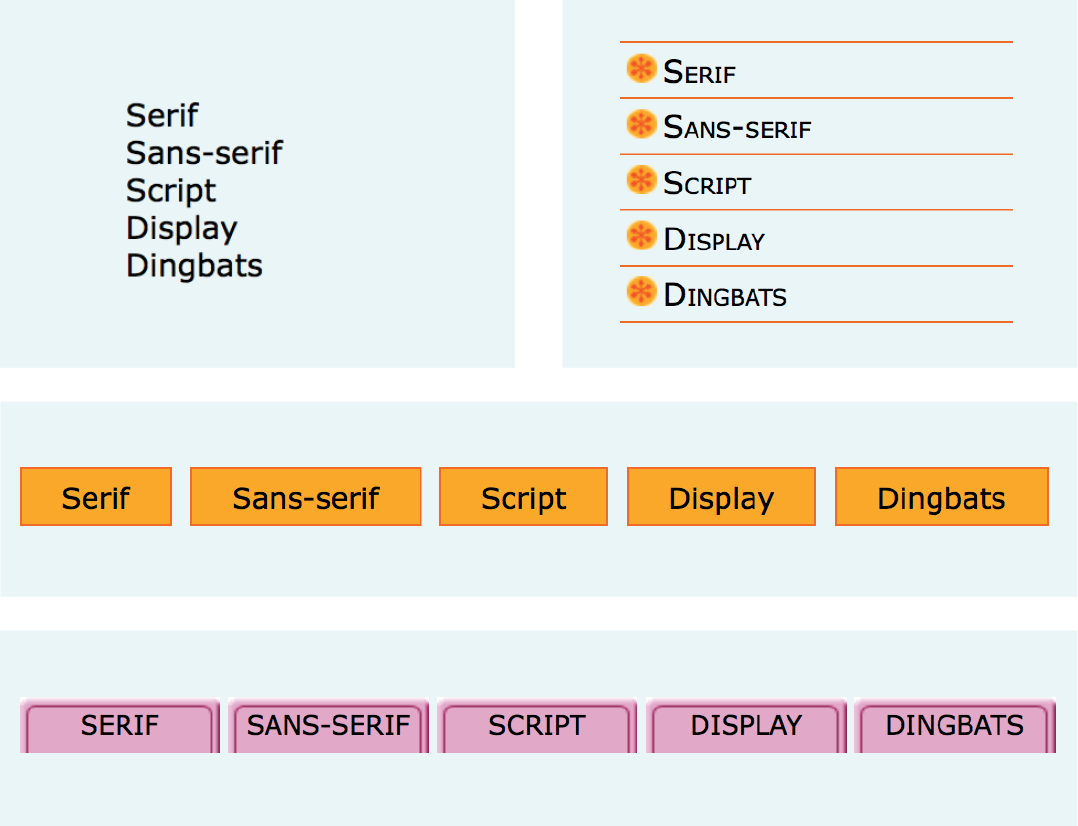 Serif
Sans-serif
Script
Display
Dingbats
Serif
Sans-serif
Script
Display
Dingbats
Serif Sans-serif Script Display Dingbats
SERIF SANS-SERIF SCRIPT DISPLAY DINGBATS